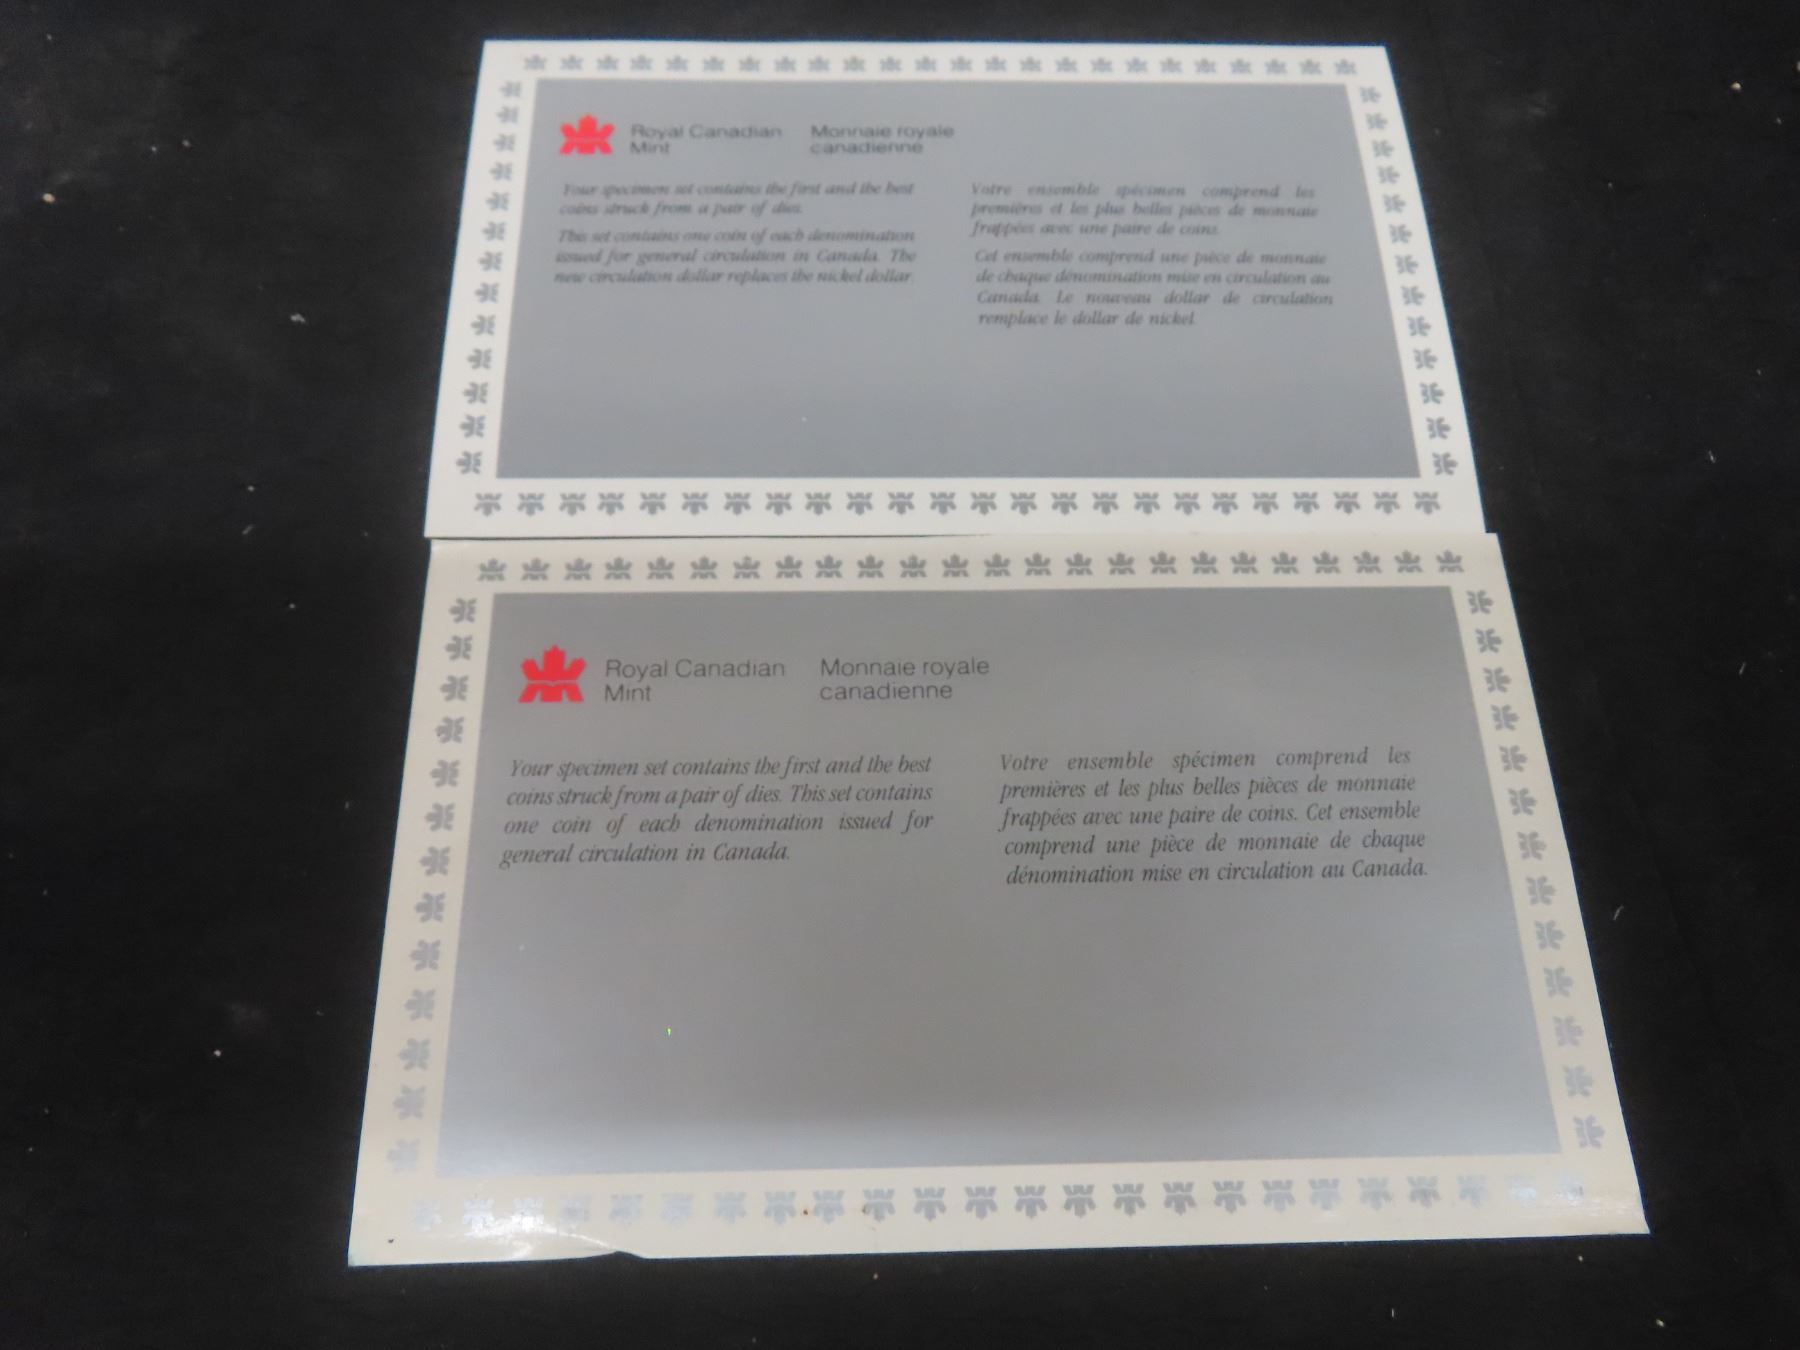 Royal Canadian
Mint
Monnaie royale
canadienne
Your specimen set contains the first and the best
coins struck from a pair of dies.
This set contains one coin of each denomination
issued for general circulation in Canada. The
new circulation dollar replaces the nickel dollar.
Votre ensemble spécimen comprend les
premières et les plus belles pièces de monnaie
frappées avec une paire de coins.
Cet ensemble comprend une pièce de monnaie
de chaque dénomination mise en circulation au
Canada. Le nouveau dollar de circulation
remplace le dollar de nickel.
Royal Canadian
Mint
Monnaie royale
canadienne
Your specimen set contains the first and the best
coins struck from a pair of dies. This set contains
one coin of each denomination issued for
general circulation in Canada.
Votre ensemble spécimen comprend les
premières et les plus belles pièces de monnaie
frappées avec une paire de coins. Cet ensemble
comprend une pièce de monnaie de chaque
dénomination mise en circulation au Canada.